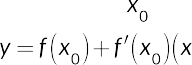 x₀
y = f(x₀) + f′(x₀)(x